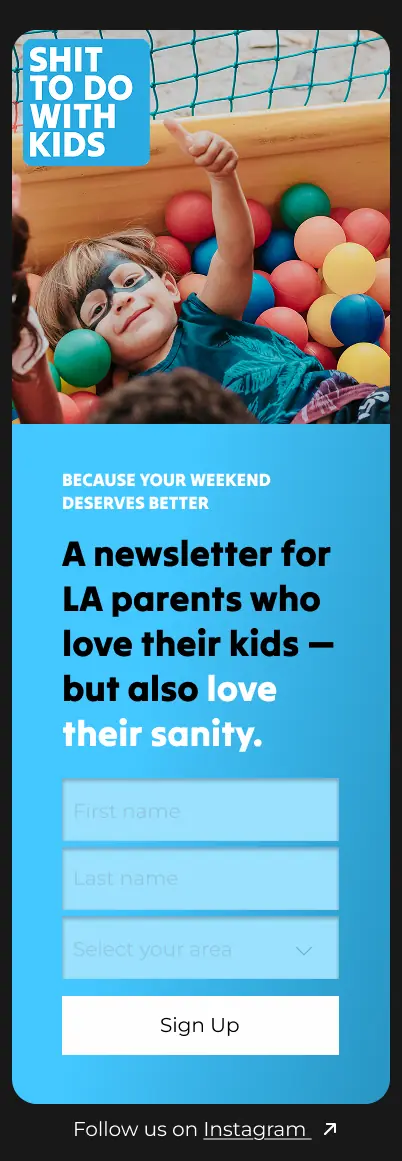 SHIT
TO DO
WITH
KIDS
BECAUSE YOUR WEEKEND
DESERVES BETTER
A newsletter for
LA parents who
love their kids —
but also love
their sanity.
First name
Last name
Select your area
Sign Up
Follow us on Instagram